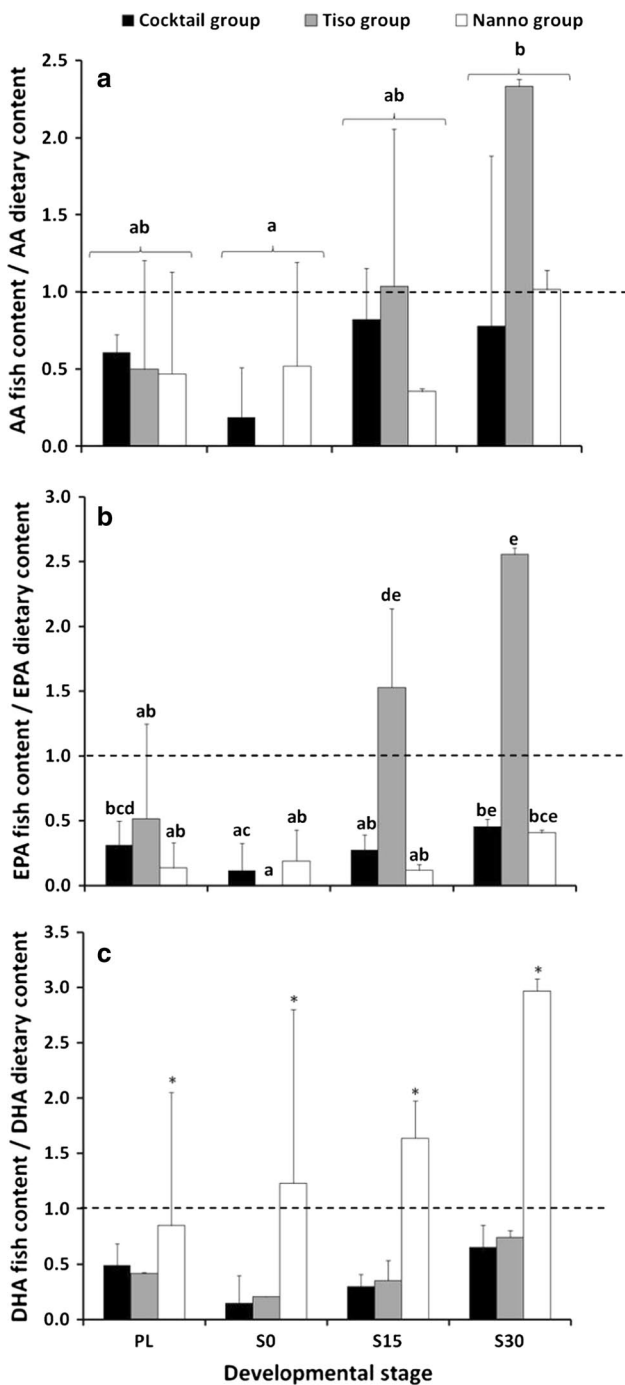 Cocktail group Tiso group Nanno group
a
AA fish content / AA dietary content
2.5
2.0
1.5
1.0
0.5
0.0
ab
a
ab
b
b
EPA fish content / EPA dietary content
3.0
2.5
2.0
1.5
1.0
0.5
0.0
bcd
ab
ab
ac
a
ab
ab
de
ab
be
e
bce
c
DHA fish content / DHA dietary content
3.5
3.0
2.5
2.0
1.5
1.0
0.5
0.0
*
*
*
*
PL S0 S15 S30
Developmental stage